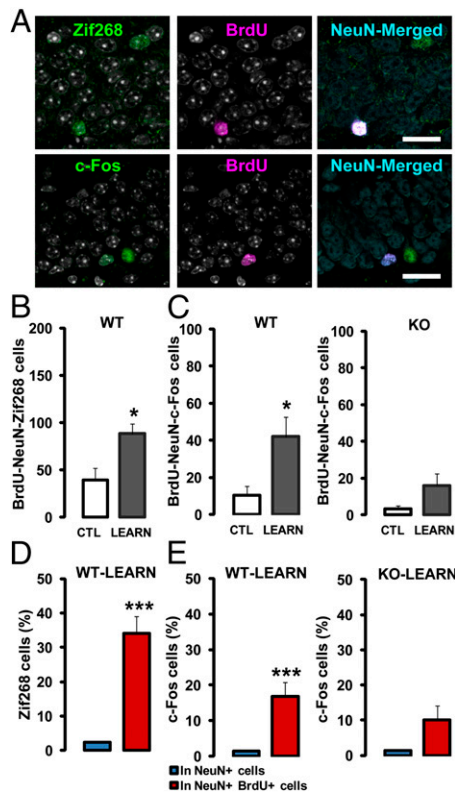 A
Zif268 BrdU NeuN-Merged
c-Fos BrdU NeuN-Merged
B C
WT WT KO
BrdU-NeuN-Zif268 cells
200
150
100
50
0
*
CTL LEARN
BrdU-NeuN-c-Fos cells
100
80
60
40
20
0
*
CTL LEARN
BrdU-NeuN-c-Fos cells
100
80
60
40
20
0
CTL LEARN
D E
WT-LEARN WT-LEARN KO-LEARN
Zif268 cells (%)
50
40
30
20
10
0
***
c-Fos cells (%)
50
40
30
20
10
0
***
c-Fos cells (%)
50
40
30
20
10
0
In NeuN+ cells
In NeuN+ BrdU+ cells